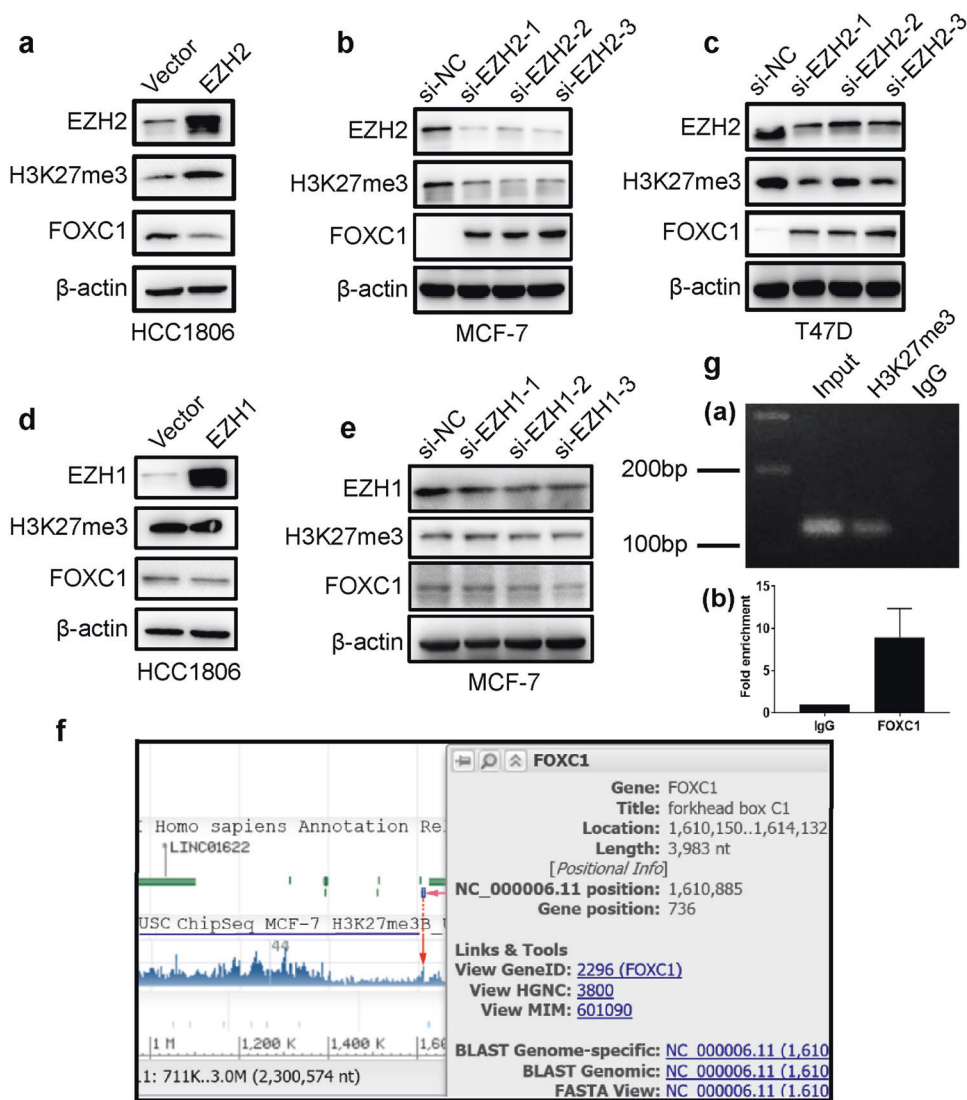 a
Vector
EZH2
EZH2
H3K27me3
FOXC1
β-actin
HCC1806
b
si-NC
si-EZH2-1
si-EZH2-2
si-EZH2-3
EZH2
H3K27me3
FOXC1
β-actin
MCF-7
c
si-NC
si-EZH2-1
si-EZH2-2
si-EZH2-3
EZH2
H3K27me3
FOXC1
β-actin
T47D
d
Vector
EZH1
EZH1
H3K27me3
FOXC1
β-actin
HCC1806
e
si-NC
si-EZH1-1
si-EZH1-2
si-EZH1-3
EZH1
H3K27me3
FOXC1
β-actin
MCF-7
g
(a)
Input
H3K27me3
IgG
200bp
100bp
(b)
Fold enrichment
15
10
5
0
IgG
FOXC1
f
Homo sapiens Annotation Rel
LINC01622
USC ChipSeq MCF-7 H3K27me3B_U
44
1 M
1,200 K
1,400 K
1,60
1: 711K..3.0M (2,300,574 nt)
FOXC1
Gene: FOXC1
Title: forkhead box C1
Location: 1,610,150..1,614,132
Length: 3,983 nt
[Positional Info]
NC_000006.11 position: 1,610,885
Gene position: 736
Links & Tools
View GeneID: 2296 (FOXC1)
View HGNC: 3800
View MIM: 601090
BLAST Genome-specific: NC_000006.11 (1,610
BLAST Genomic: NC_000006.11 (1,610
FASTA View: NC_000006.11 (1,610